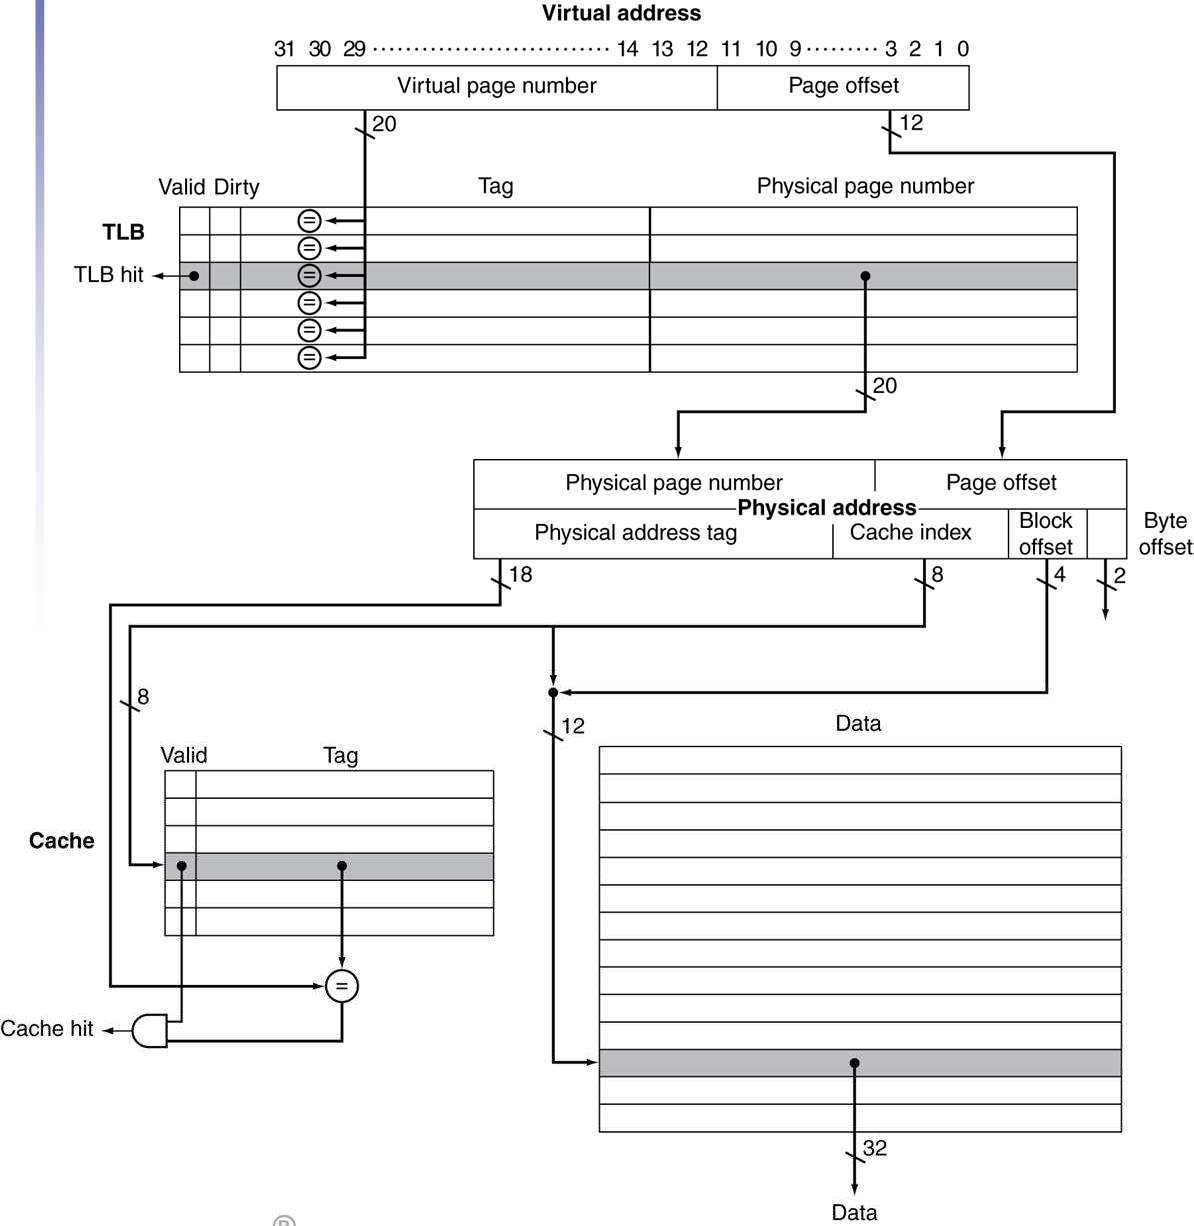 Virtual address
31 30 29 ······························ 14 13 12 11 10 9 ········· 3 2 1 0
Virtual page number Page offset
20 12
Valid Dirty Tag Physical page number
TLB
=
=
TLB hit =
=
=
=
20
Physical page number Page offset
Physical address
Physical address tag Cache index Block offset Byte offset
18 8 4 2
8
12
Data
Valid Tag
Cache
=
Cache hit
32
Data
®